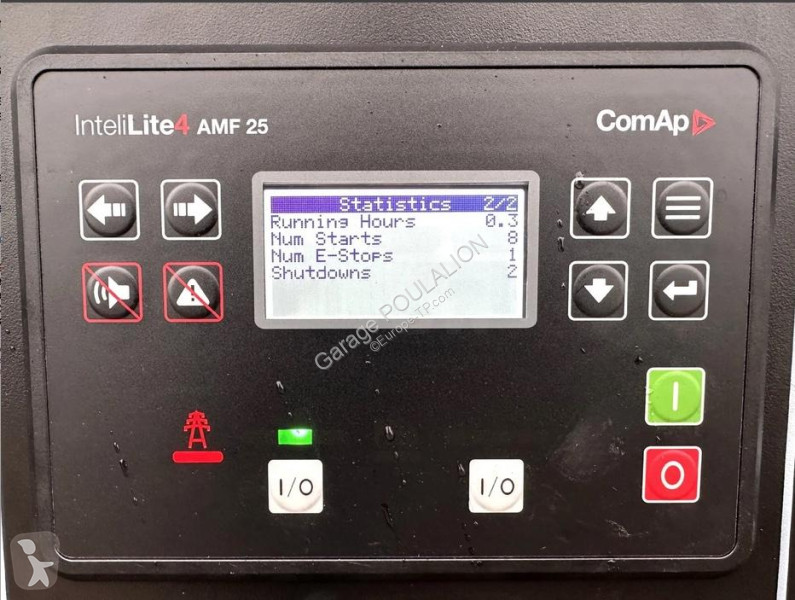 InteliLite4 AMF 25
ComAp
Statistics 2/2
Running Hours 0.3
Num Starts 8
Num E-Stops 1
Shutdowns 2
Garage POULALION
©Europe-TP.com
I
I/O
I/O
O